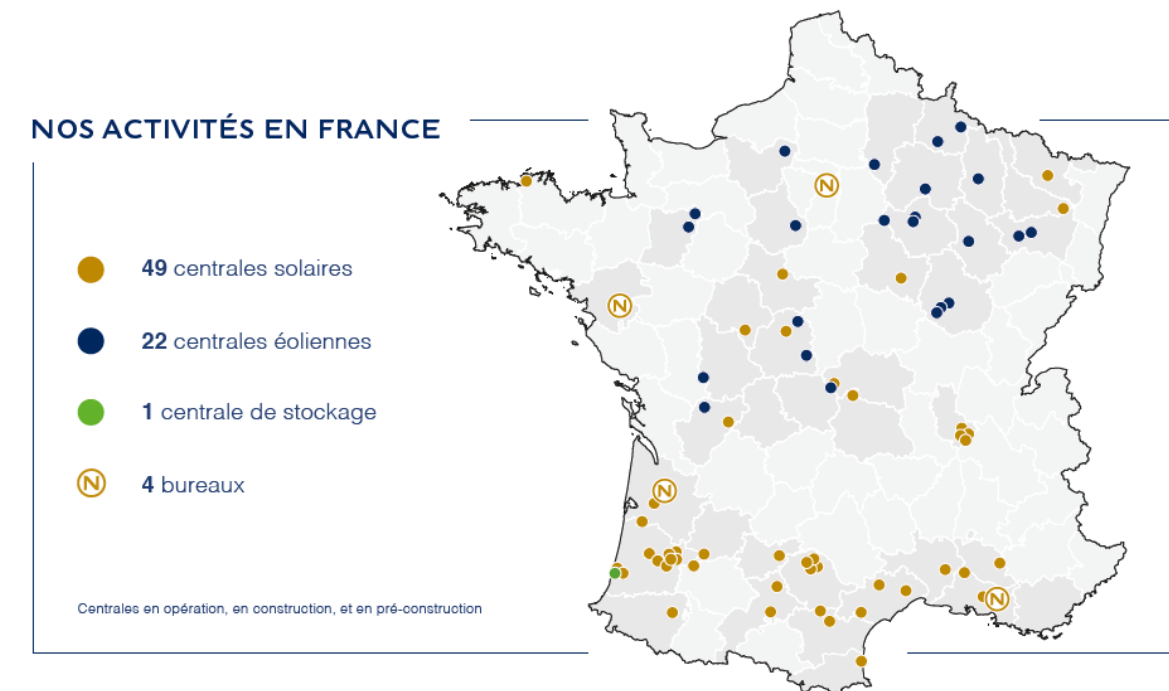 NOS ACTIVITÉS EN FRANCE
49 centrales solaires
22 centrales éoliennes
1 centrale de stockage
N 4 bureaux
Centrales en opération, en construction, et en pré-construction
N
N
N
N